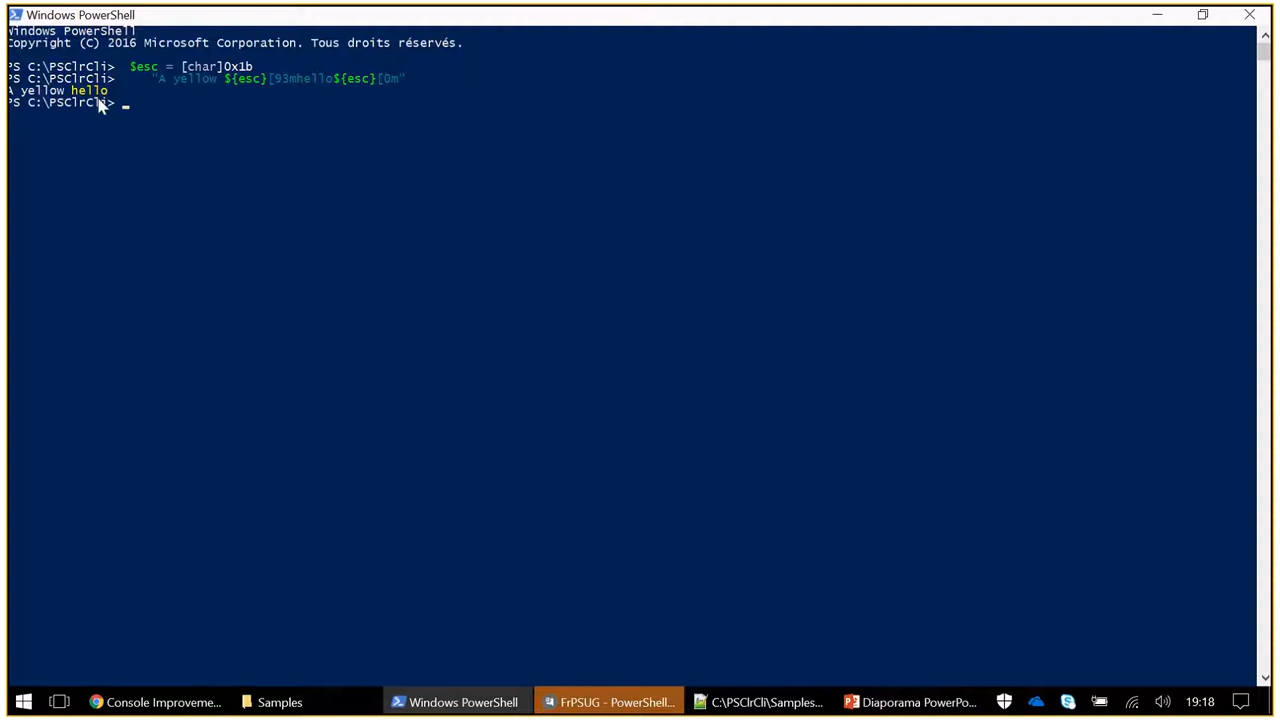 Windows PowerShell
Windows PowerShell
Copyright (C) 2016 Microsoft Corporation. Tous droits réservés.
PS C:\PSClrCli>  $esc = [char]0x1b
PS C:\PSClrCli>     "A yellow ${esc}[93mhello${esc}[0m"
A yellow hello
PS C:\PSClrCli> _
Console Improveme...
Samples
Windows PowerShell
FrPSUG - PowerShell...
C:\PSClrCli\Samples...
Diaporama PowerPo...
19:18